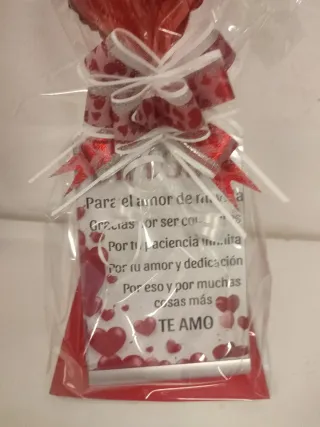 Para el amor de mi vida
Gracias por ser como eres
Por tu paciencia infinita
Por tu amor y dedicación
Por eso y por muchas
cosas más
TE AMO